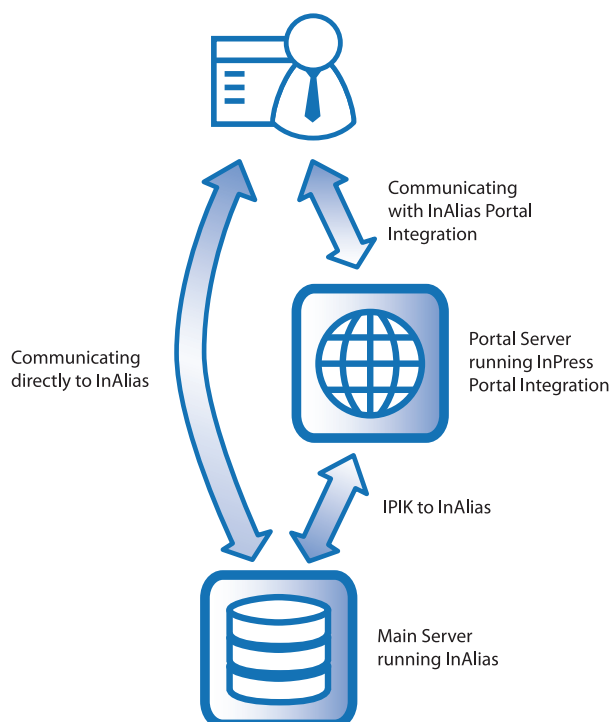 Communicating
with InAlias Portal
Integration
Portal Server
running InPress
Portal Integration
Communicating
directly to InAlias
IPIK to InAlias
Main Server
running InAlias